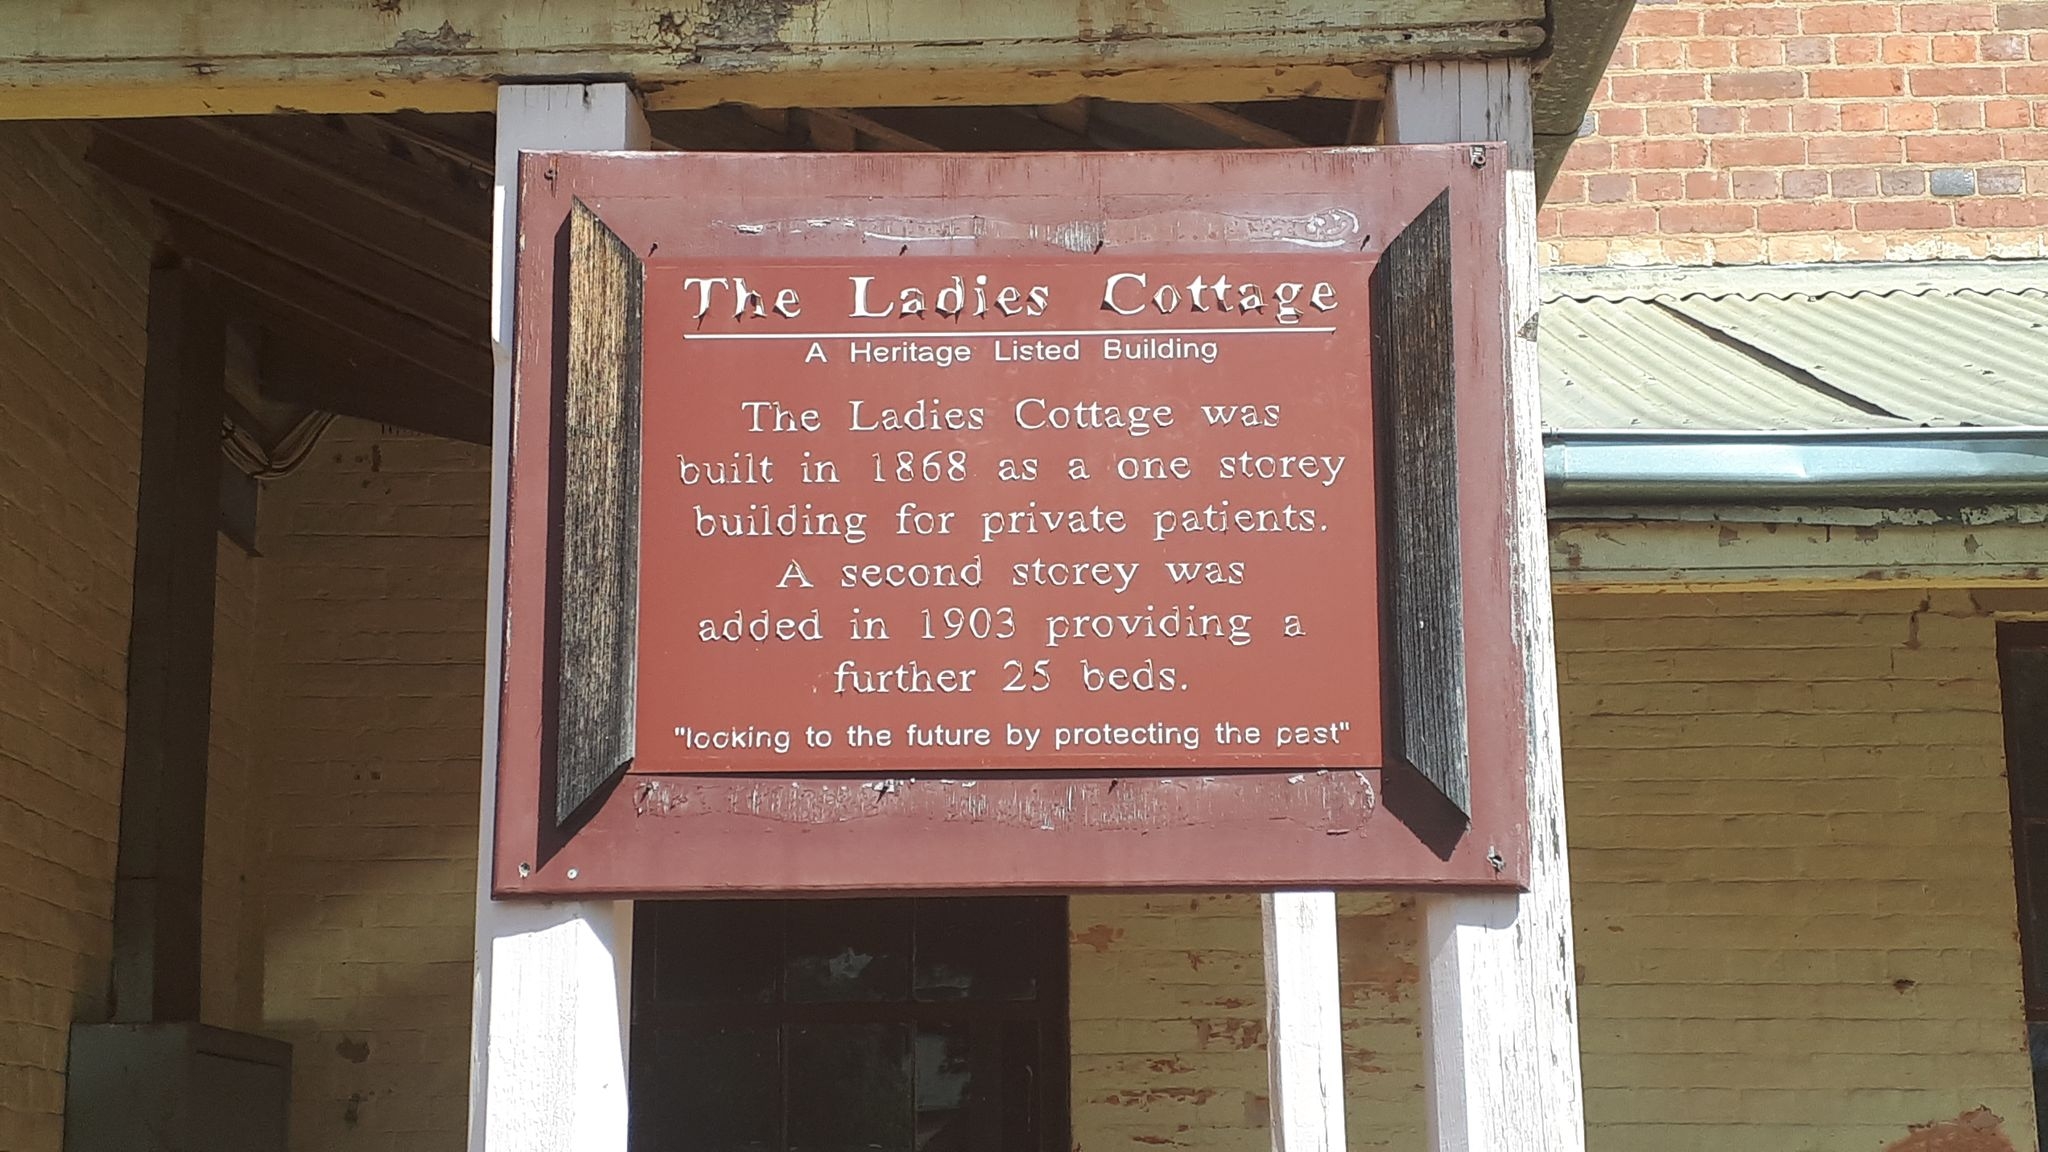 The Ladies Cottage
A Heritage Listed Building
The Ladies Cottage was
built in 1868 as a one storey
building for private patients.
A second storey was
added in 1903 providing a
further 25 beds.
"looking to the future by protecting the past"